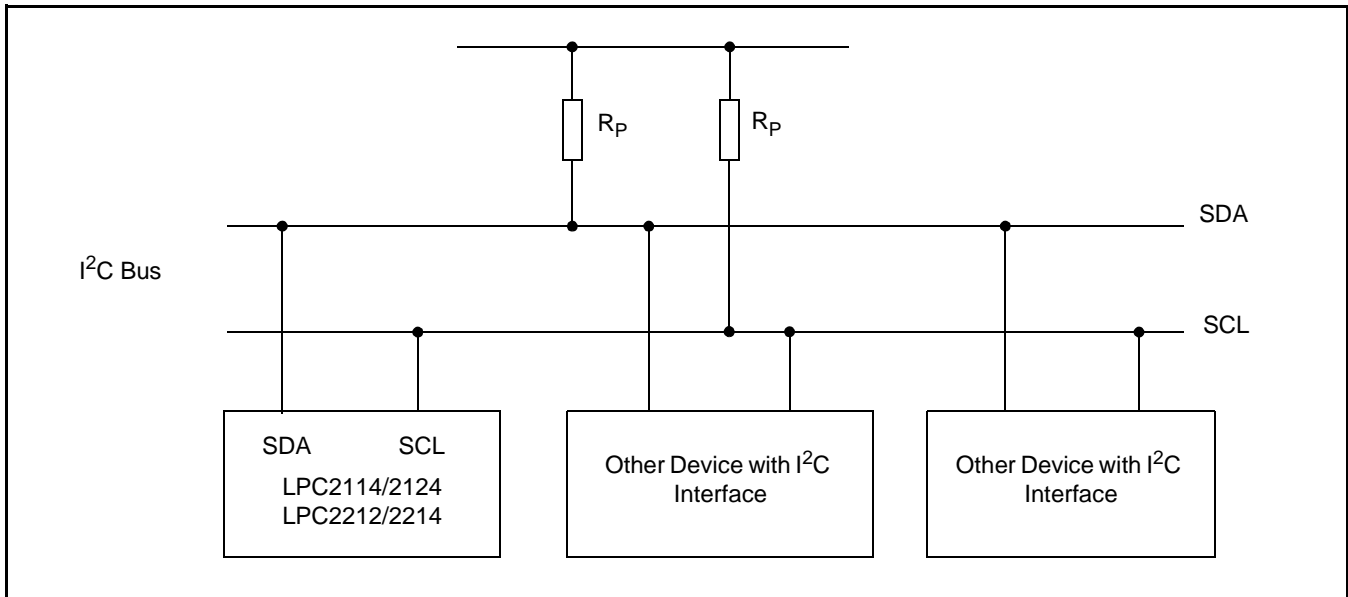 R_P R_P
SDA
I²C Bus
SCL
SDA SCL
LPC2114/2124
LPC2212/2214
Other Device with I²C
Interface
Other Device with I²C
Interface